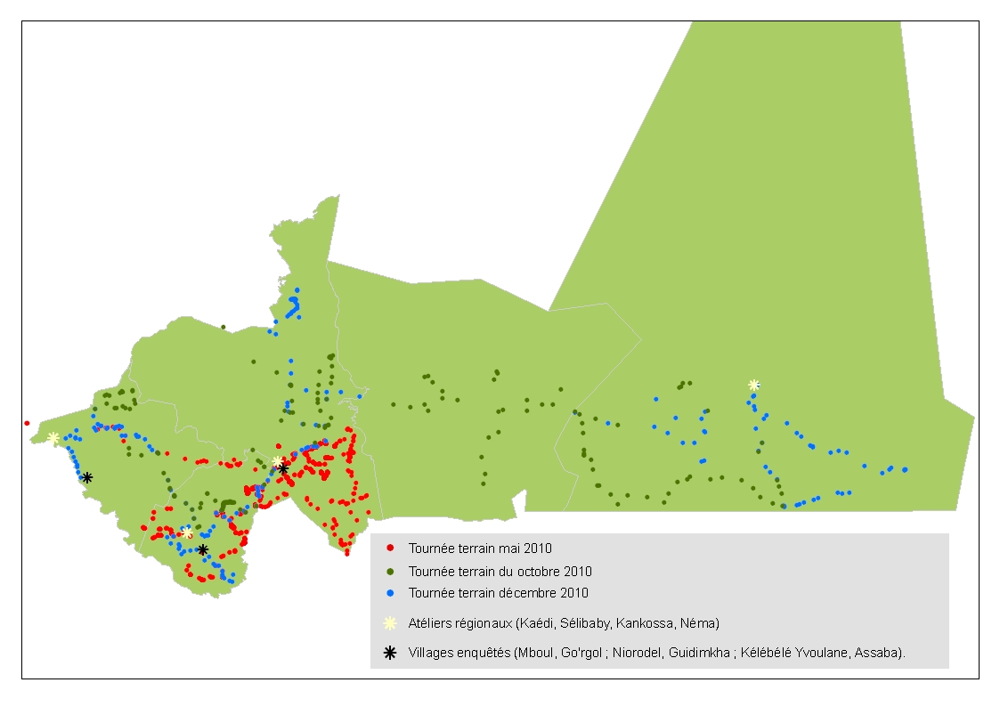 Tournée terrain mai 2010
Tournée terrain du octobre 2010
Tournée terrain décembre 2010
Atéliers régionaux (Kaédi, Sélibaby, Kankossa, Néma)
Villages enquêtés (Mboul, Go'rgol ; Niorodel, Guidimkha ; Kélébélé Yvoulane, Assaba).